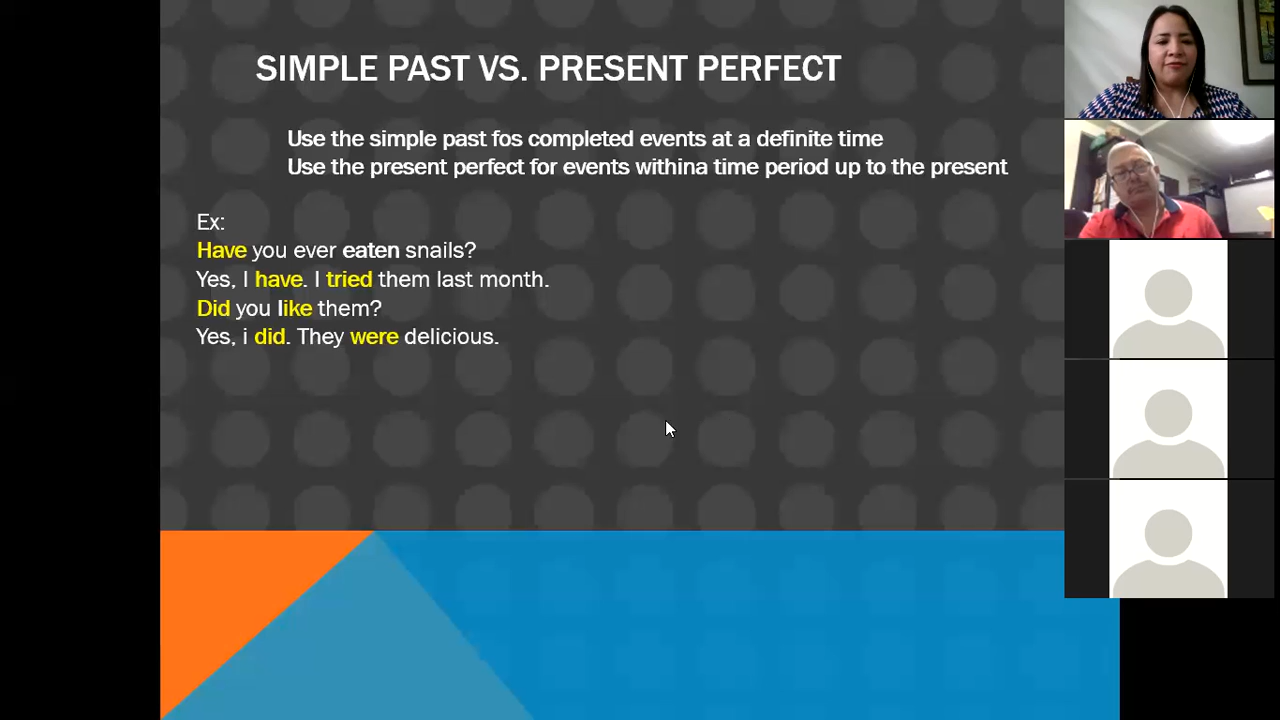 SIMPLE PAST VS. PRESENT PERFECT
Use the simple past fos completed events at a definite time
Use the present perfect for events withina time period up to the present
Ex:
Have you ever eaten snails?
Yes, I have. I tried them last month.
Did you like them?
Yes, i did. They were delicious.